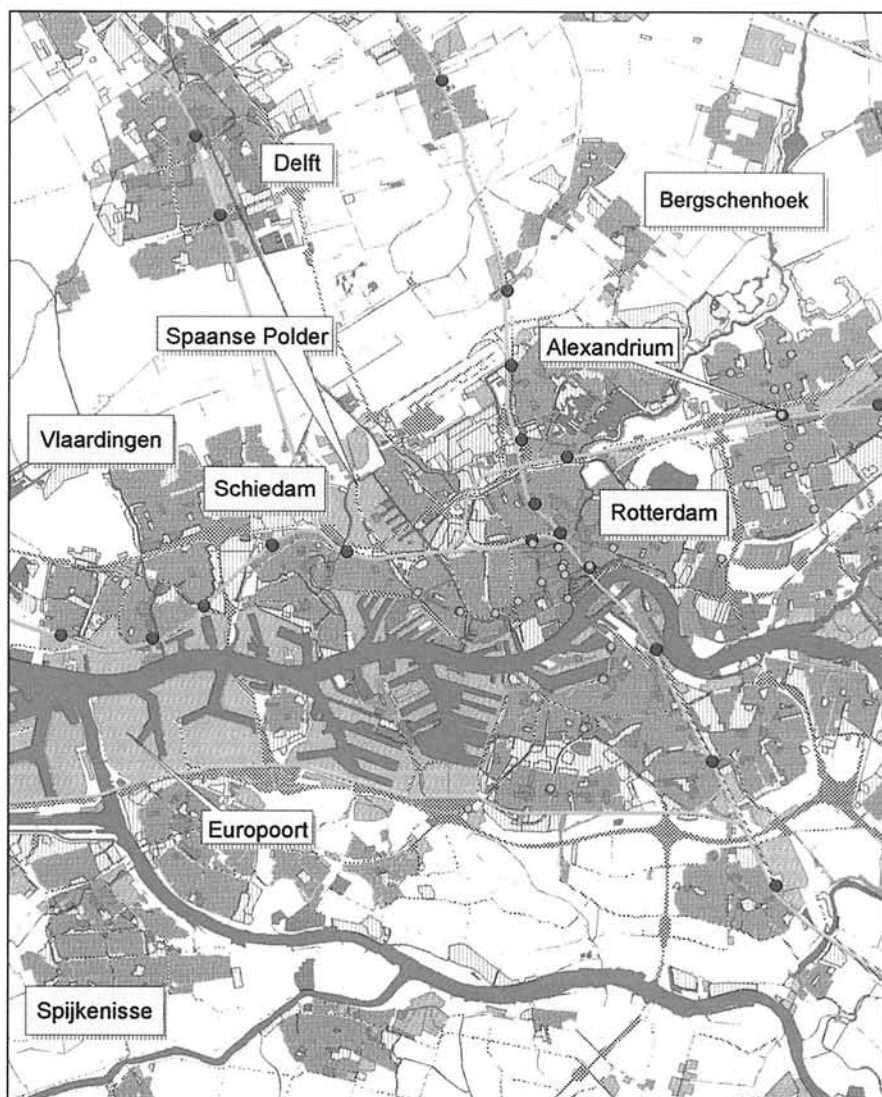 Delft
Bergschenhoek
Spaanse Polder
Alexandrium
Vlaardingen
Schiedam
Rotterdam
Europoort
Spijkenisse